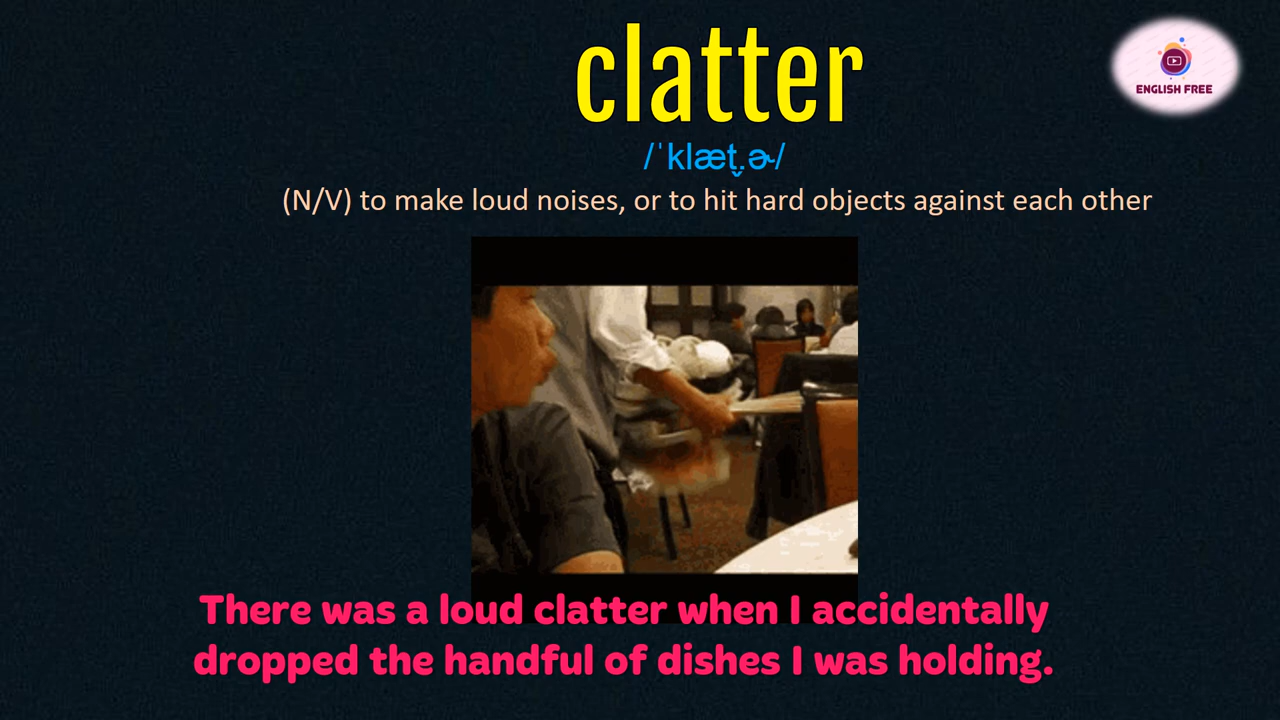 clatter
ENGLISH FREE
/ˈklæt̬.ɚ/
(N/V) to make loud noises, or to hit hard objects against each other
There was a loud clatter when I accidentally
dropped the handful of dishes I was holding.